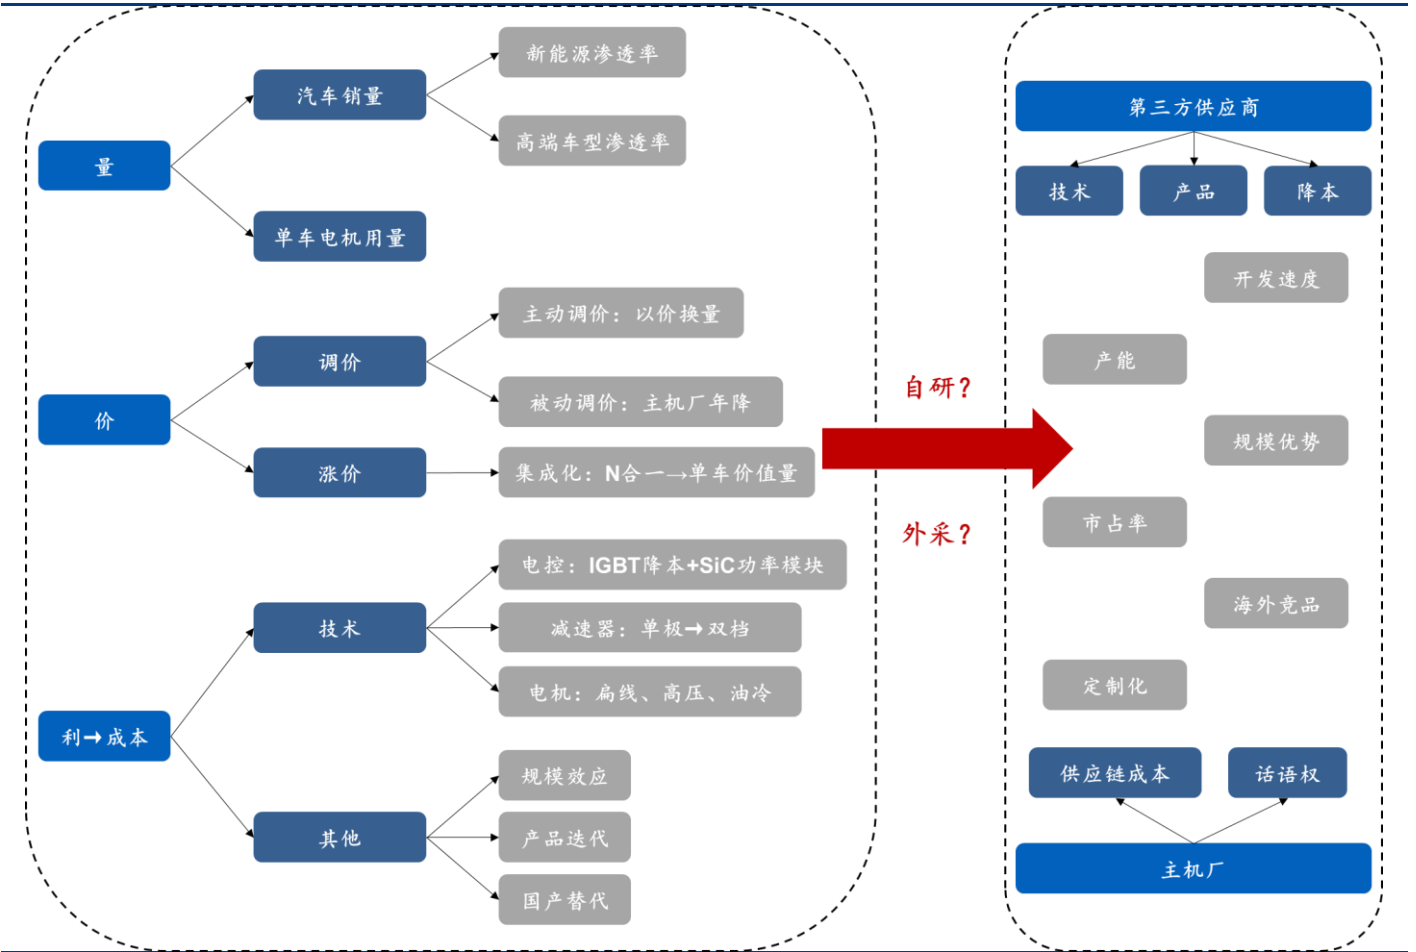 量
汽车销量
新能源渗透率
高端车型渗透率
单车电机用量
价
调价
主动调价：以价换量
被动调价：主机厂年降
涨价
集成化：N合一→单车价值量
利→成本
技术
电控：IGBT降本+SiC功率模块
减速器：单极→双档
电机：扁线、高压、油冷
其他
规模效应
产品迭代
国产替代
自研？
外采？
第三方供应商
技术
产品
降本
开发速度
产能
规模优势
市占率
海外竞品
定制化
供应链成本
话语权
主机厂